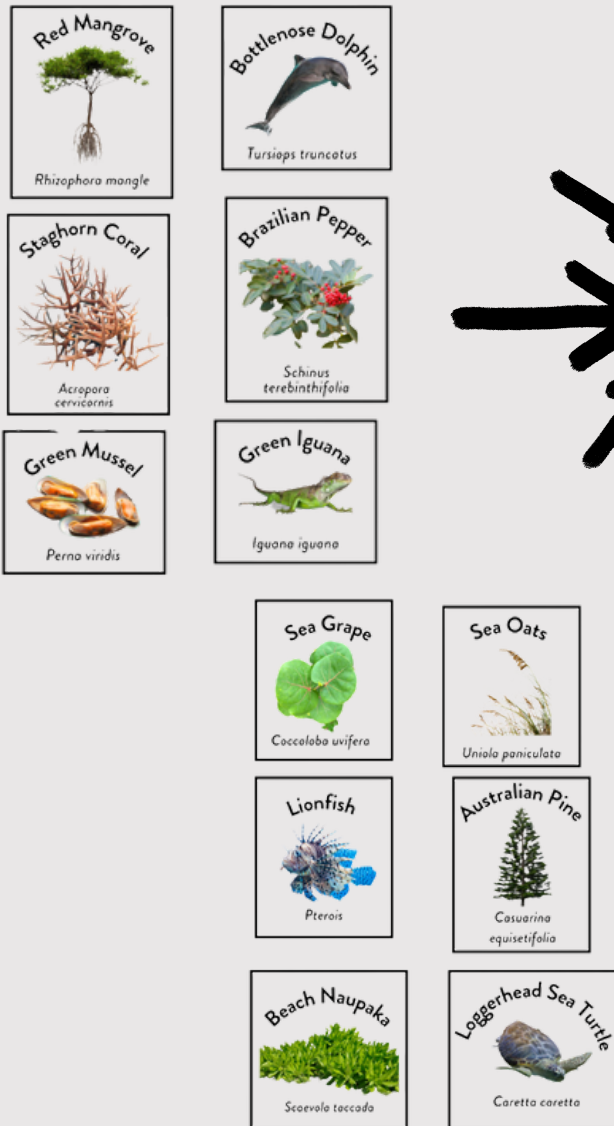 Red Mangrove
Rhizophora mangle
Bottlenose Dolphin
Tursiops truncatus
Staghorn Coral
Acropora
cervicornis
Brazilian Pepper
Schinus
terebinthifolia
Green Mussel
Perna viridis
Green Iguana
Iguana iguana
Sea Grape
Coccoloba uvifera
Sea Oats
Uniola paniculata
Lionfish
Pterois
Australian Pine
Casuarina
equisetifolia
Beach Naupaka
Scaevola taccada
Loggerhead Sea Turtle
Caretta caretta